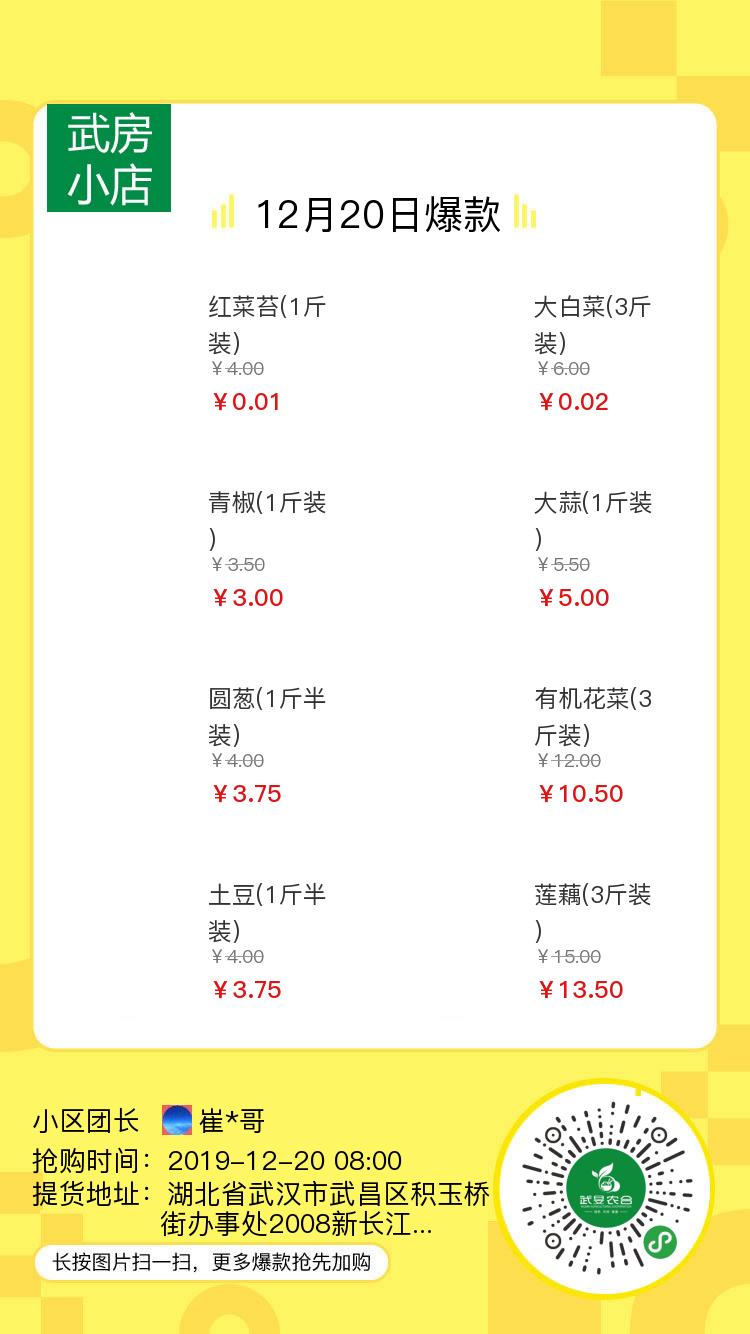 武房
小店
12月20日爆款
红菜苔(1斤
装)
￥4.00
￥0.01
大白菜(3斤
装)
￥6.00
￥0.02
青椒(1斤装
)
￥3.50
￥3.00
大蒜(1斤装
)
￥5.50
￥5.00
圆葱(1斤半
装)
￥4.00
￥3.75
有机花菜(3
斤装)
￥12.00
￥10.50
土豆(1斤半
装)
￥4.00
￥3.75
莲藕(3斤装
)
￥15.00
￥13.50
小区团长 崔*哥
抢购时间：2019-12-20 08:00
提货地址：湖北省武汉市武昌区积玉桥
街办事处2008新长江...
长按图片扫一扫，更多爆款抢先加购
武房农合